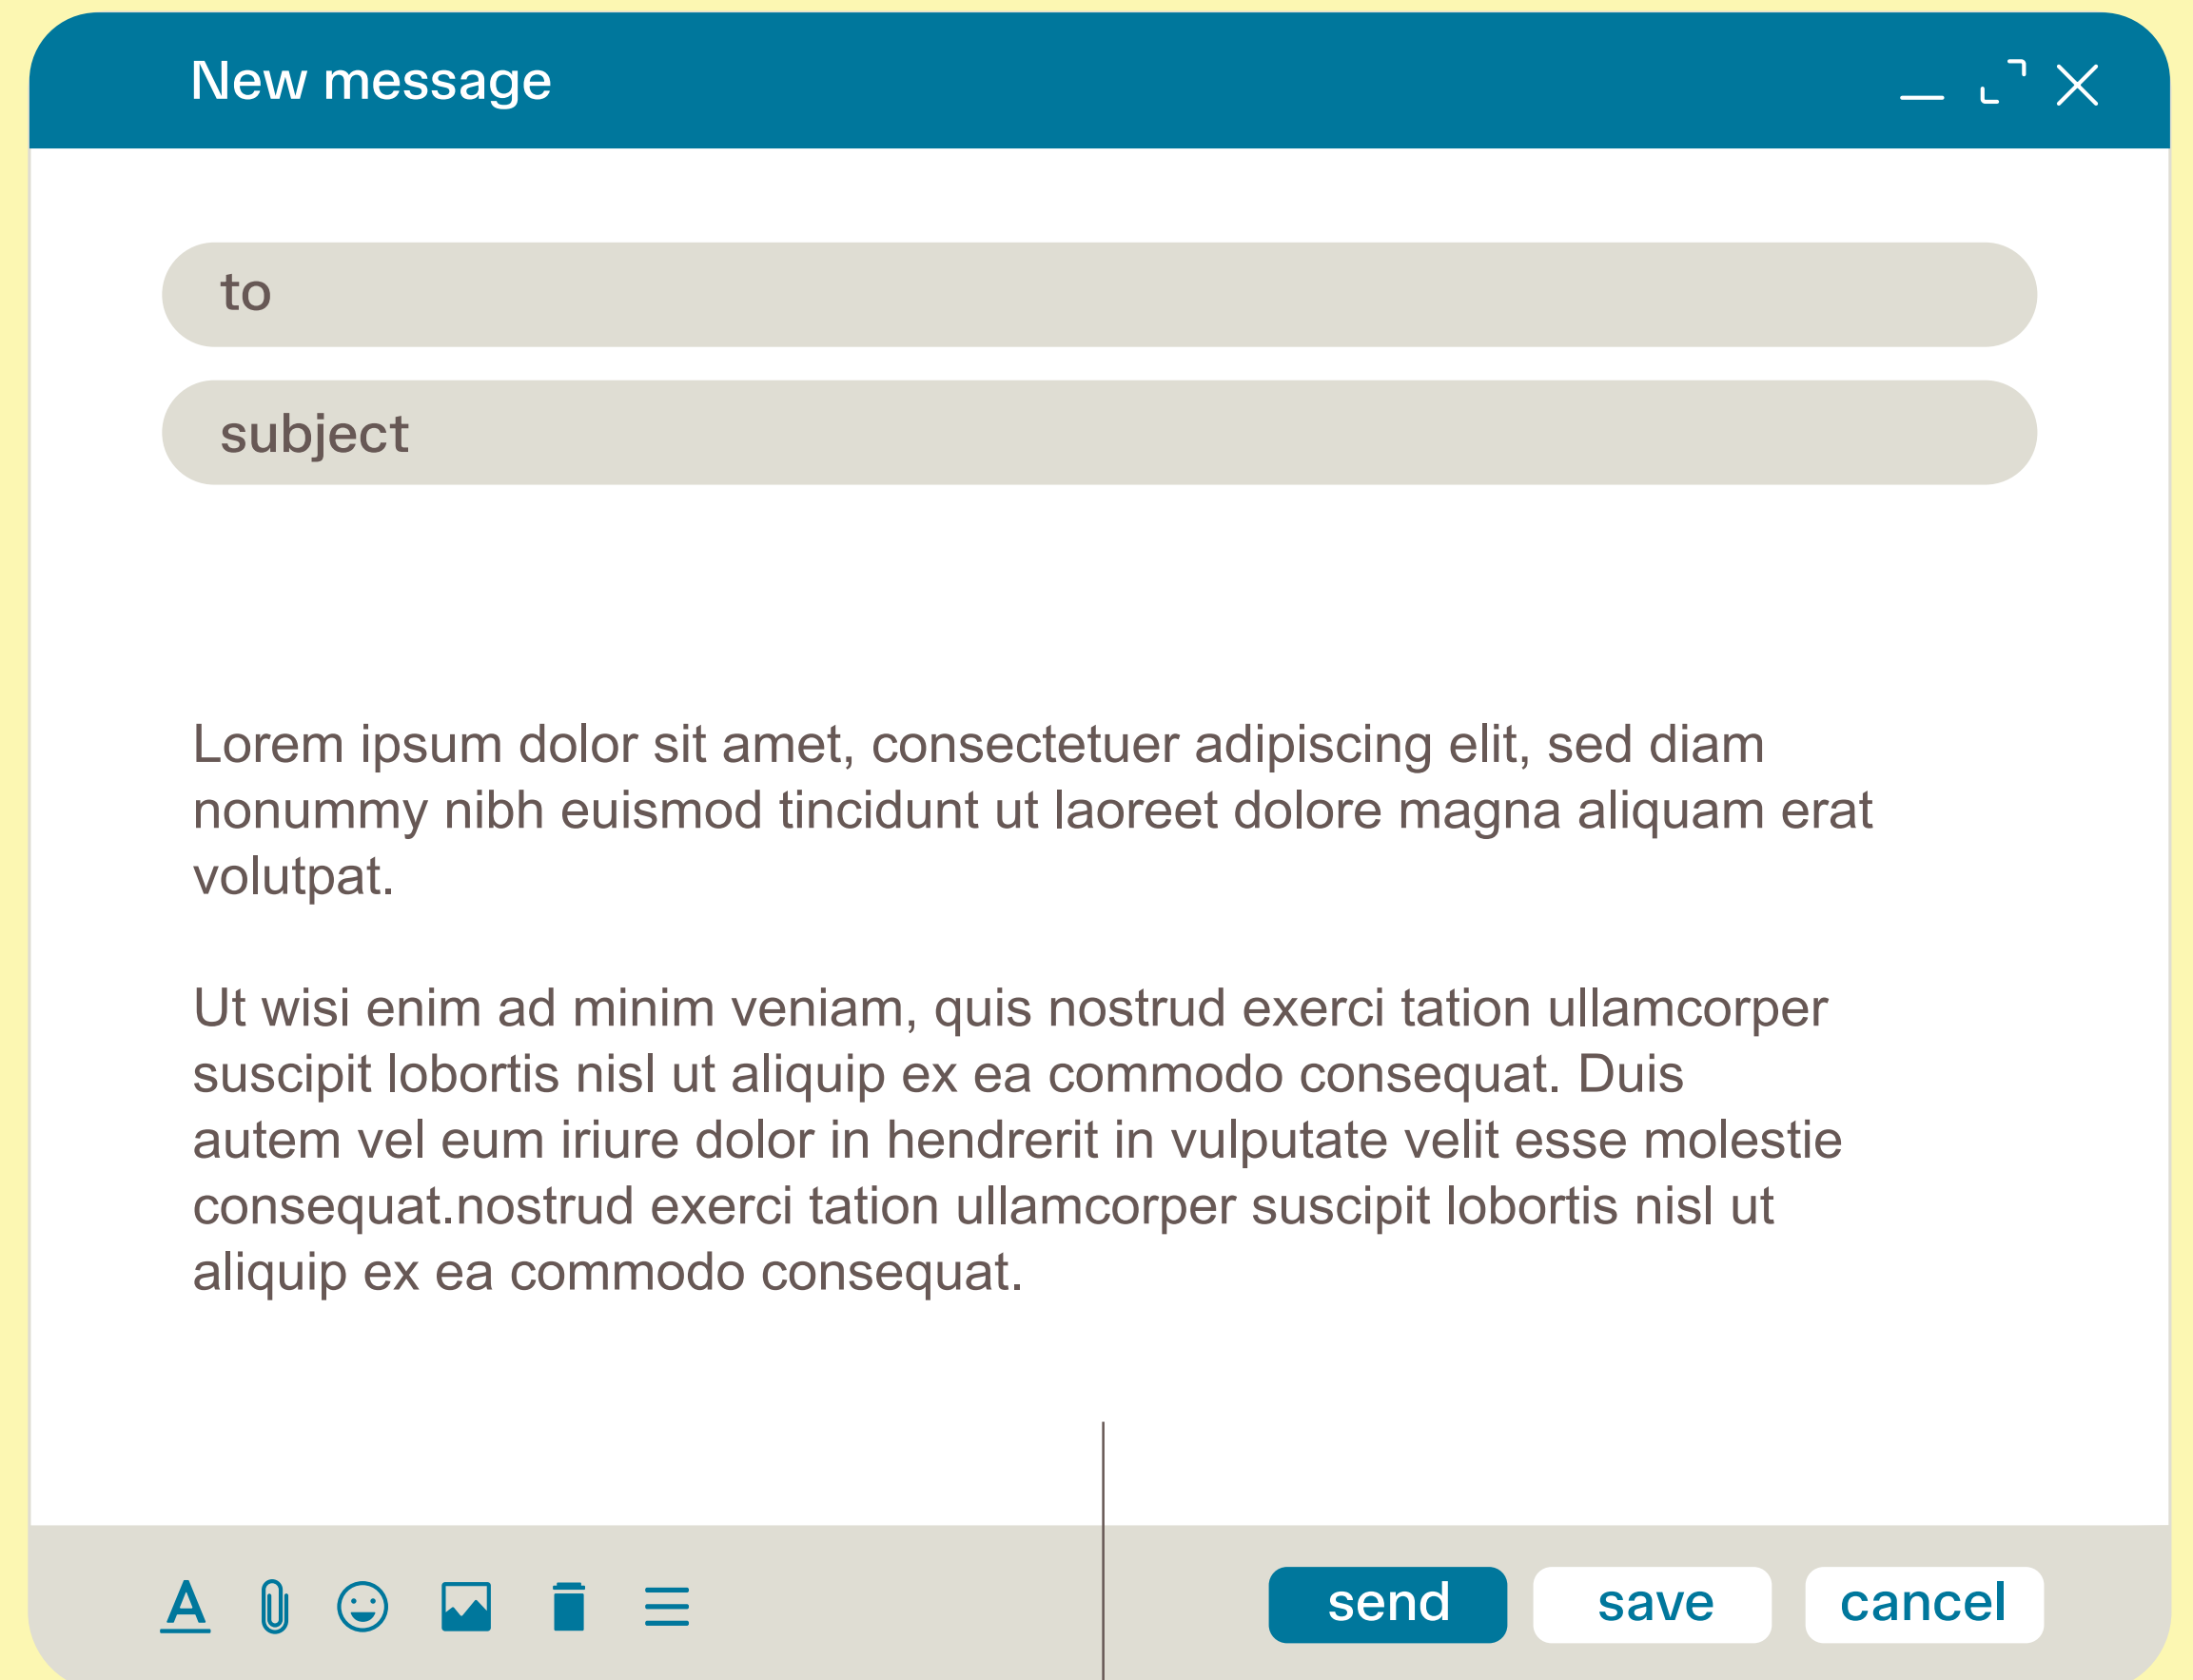 New message
to
subject
Lorem ipsum dolor sit amet, consectetuer adipiscing elit, sed diam
nonummy nibh euismod tincidunt ut laoreet dolore magna aliquam erat
volutpat.
Ut wisi enim ad minim veniam, quis nostrud exerci tation ullamcorper
suscipit lobortis nisl ut aliquip ex ea commodo consequat. Duis
autem vel eum iriure dolor in hendrerit in vulputate velit esse molestie
consequat.nostrud exerci tation ullamcorper suscipit lobortis nisl ut
aliquip ex ea commodo consequat.
A
send save cancel